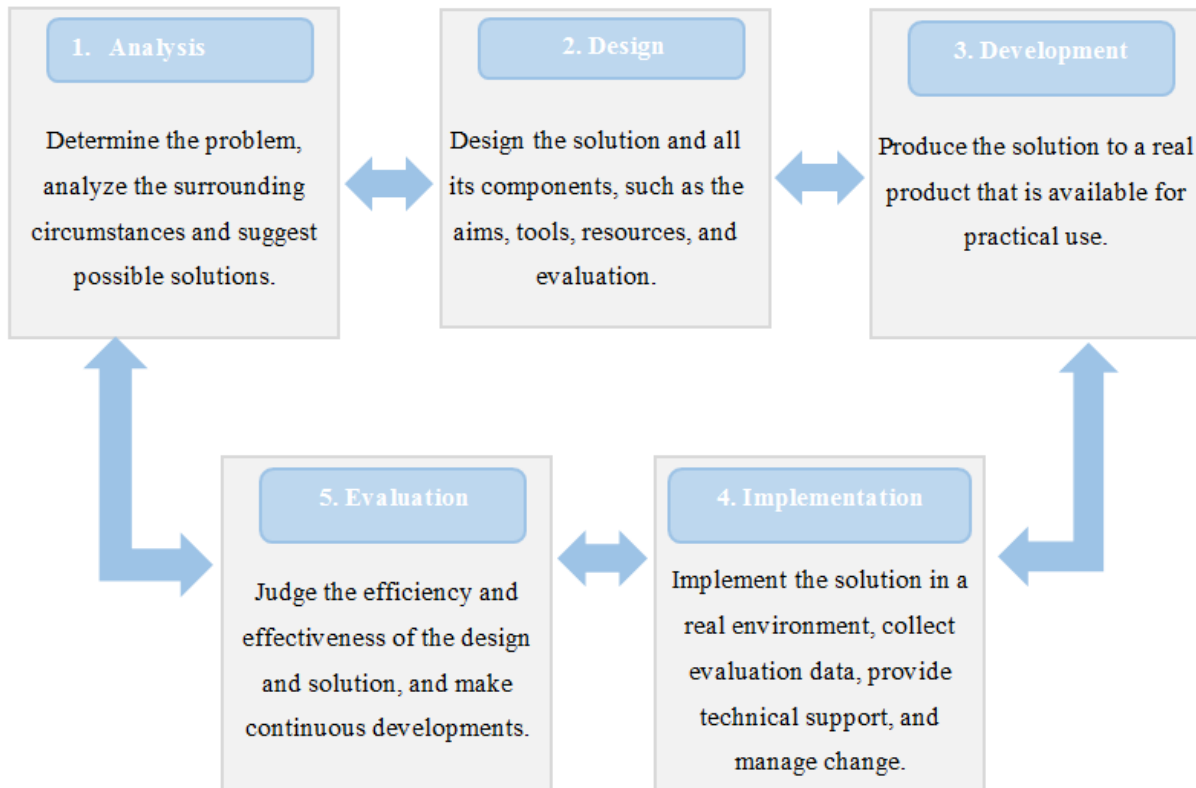 1. Analysis
Determine the problem,
analyze the surrounding
circumstances and suggest
possible solutions.
2. Design
Design the solution and all
its components, such as the
aims, tools, resources, and
evaluation.
3. Development
Produce the solution to a real
product that is available for
practical use.
5. Evaluation
Judge the efficiency and
effectiveness of the design
and solution, and make
continuous developments.
4. Implementation
Implement the solution in a
real environment, collect
evaluation data, provide
technical support, and
manage change.